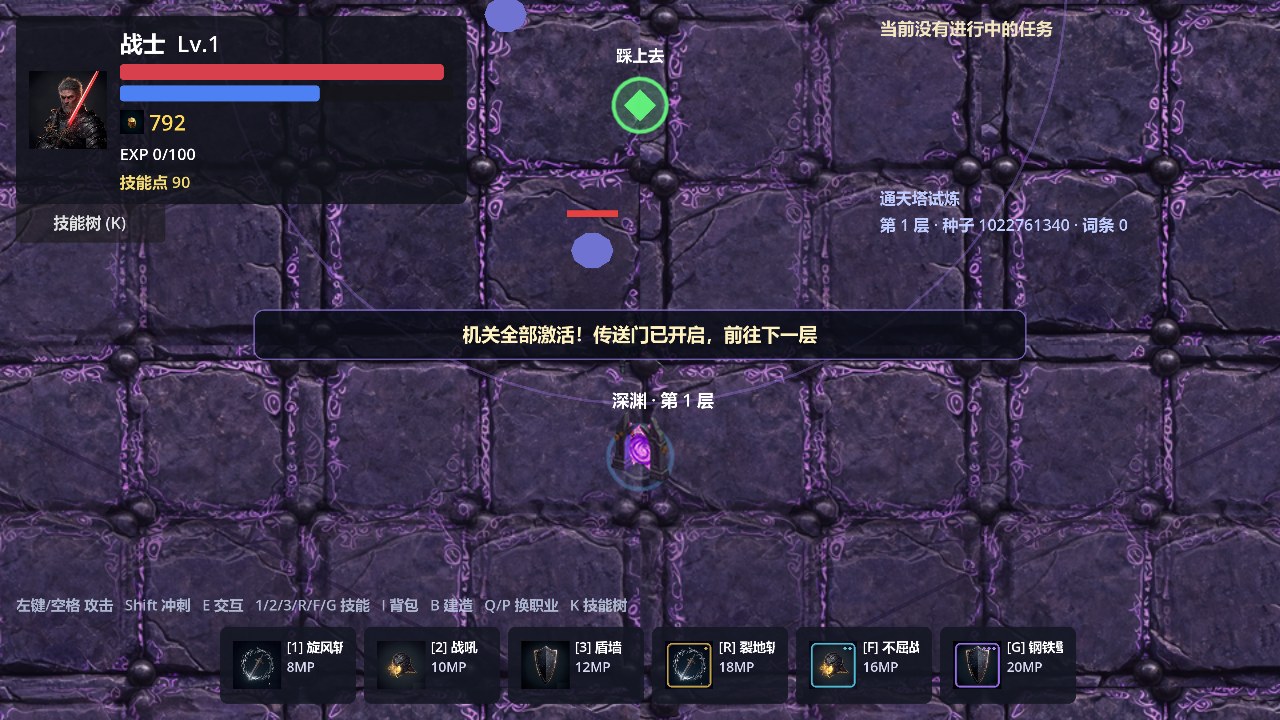 战士 Lv.1
792
EXP 0/100
技能点 90
技能树 (K)
踩上去
当前没有进行中的任务
通天塔试炼
第 1 层 · 种子 1022761340 · 词条 0
机关全部激活！传送门已开启，前往下一层
深渊 · 第 1 层
左键/空格 攻击 Shift 冲刺 E 交互 1/2/3/R/F/G 技能 I 背包 B 建造 Q/P 换职业 K 技能树
[1] 旋风斩
8MP
[2] 战吼
10MP
[3] 盾墙
12MP
[R] 裂地
18MP
[F] 不屈
16MP
[G] 钢铁
20MP